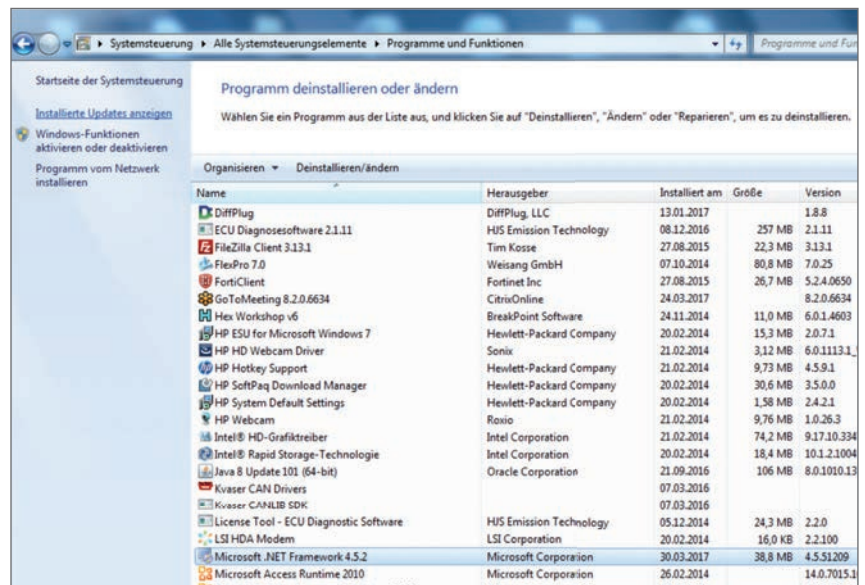 Systemsteuerung ▸ Alle Systemsteuerungselemente ▸ Programme und Funktionen
Programme und Fun
Startseite der Systemsteuerung
Installierte Updates anzeigen
Windows-Funktionen
aktivieren oder deaktivieren
Programm vom Netzwerk
installieren
Programm deinstallieren oder ändern
Wählen Sie ein Programm aus der Liste aus, und klicken Sie auf "Deinstallieren", "Ändern" oder "Reparieren", um es zu deinstallieren.
Organisieren Deinstallieren/ändern
Name Herausgeber Installiert am Größe Version
DiffPlug DiffPlug, LLC 13.01.2017 1.8.8
ECU Diagnosesoftware 2.1.11 HJS Emission Technology 08.12.2016 257 MB 2.1.11
FileZilla Client 3.13.1 Tim Kosse 27.08.2015 22,3 MB 3.13.1
FlexPro 7.0 Weisang GmbH 07.10.2014 80,8 MB 7.0.25
FortiClient Fortinet Inc 27.08.2015 26,7 MB 5.2.4.0650
GoToMeeting 8.2.0.6634 CitrixOnline 24.03.2017 8.2.0.6634
Hex Workshop v6 BreakPoint Software 24.11.2014 11,0 MB 6.0.1.4603
HP ESU for Microsoft Windows 7 Hewlett-Packard Company 20.02.2014 15,3 MB 2.0.7.1
HP HD Webcam Driver Sonix 21.02.2014 3,12 MB 6.0.1113.1_
HP Hotkey Support Hewlett-Packard Company 21.02.2014 9,73 MB 4.5.9.1
HP SoftPaq Download Manager Hewlett-Packard Company 20.02.2014 30,6 MB 3.5.0.0
HP System Default Settings Hewlett-Packard Company 20.02.2014 1,58 MB 2.4.2.1
HP Webcam Roxio 21.02.2014 9,76 MB 1.0.26.3
Intel® HD-Grafiktreiber Intel Corporation 21.02.2014 74,2 MB 9.17.10.334
Intel® Rapid Storage-Technologie Intel Corporation 20.02.2014 18,4 MB 10.1.2.1004
Java 8 Update 101 (64-bit) Oracle Corporation 21.09.2016 106 MB 8.0.1010.13
Kvaser CAN Drivers 07.03.2016
Kvaser CANLIB SDK 07.03.2016
License Tool - ECU Diagnostic Software HJS Emission Technology 05.12.2014 24,3 MB 2.2.0
LSI HDA Modem LSI Corporation 20.02.2014 16,0 KB 2.2.100
Microsoft .NET Framework 4.5.2 Microsoft Corporation 30.03.2017 38,8 MB 4.5.51209
Microsoft Access Runtime 2010 Microsoft Corporation 26.02.2014 14.0.7015.1